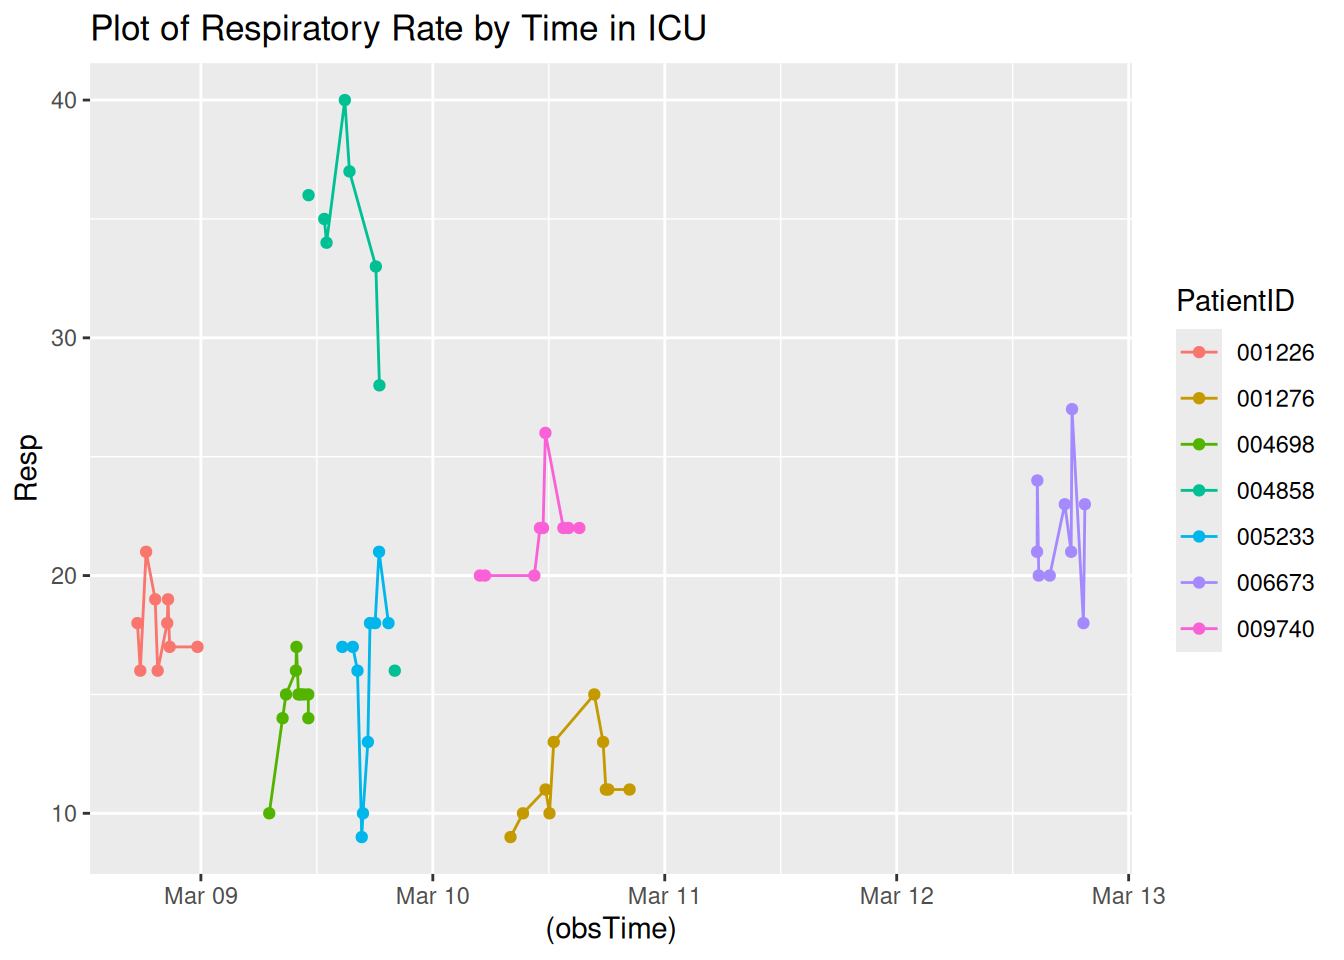 Plot of Respiratory Rate by Time in ICU
40
30
20
10
Resp
Mar 09
Mar 10
Mar 11
Mar 12
Mar 13
(obsTime)
PatientID
001226
001276
004698
004858
005233
006673
009740